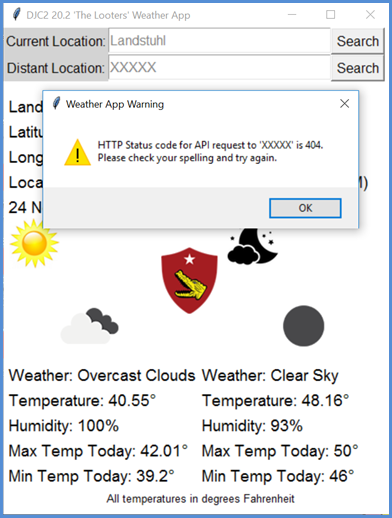 DJC2 20.2 'The Looters' Weather App
Current Location: Landstuhl Search
Distant Location: XXXXX Search
Weather App Warning
HTTP Status code for API request to 'XXXXX' is 404.
Please check your spelling and try again.
OK
Land
Latitu
Long
Loca M)
24 N
Weather: Overcast Clouds Weather: Clear Sky
Temperature: 40.55° Temperature: 48.16°
Humidity: 100% Humidity: 93%
Max Temp Today: 42.01° Max Temp Today: 50°
Min Temp Today: 39.2° Min Temp Today: 46°
All temperatures in degrees Fahrenheit